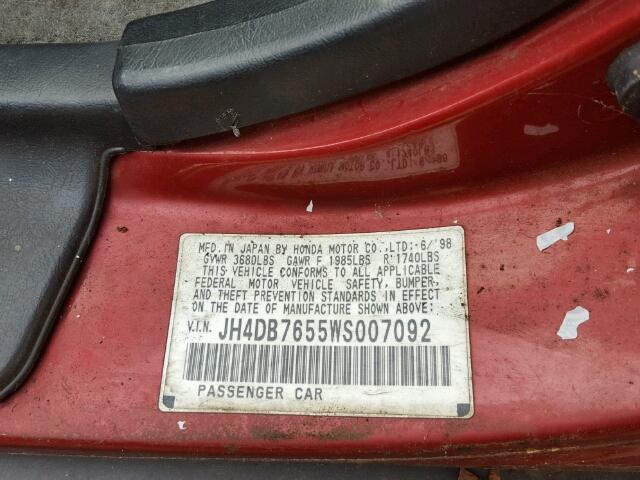 MFD.IN JAPAN BY HONDA MOTOR CO.,LTD: 6/'98
GVWR 3680LBS GAWR F 1985LBS R 1740LBS
THIS VEHICLE CONFORMS TO ALL APPLICABLE
FEDERAL MOTOR VEHICLE SAFETY, BUMPER,
AND THEFT PREVENTION STANDARDS IN EFFECT
ON THE DATE OF MANUFACTURE SHOWN ABOVE:
V.I.N. JH4DB7655WS007092
PASSENGER CAR